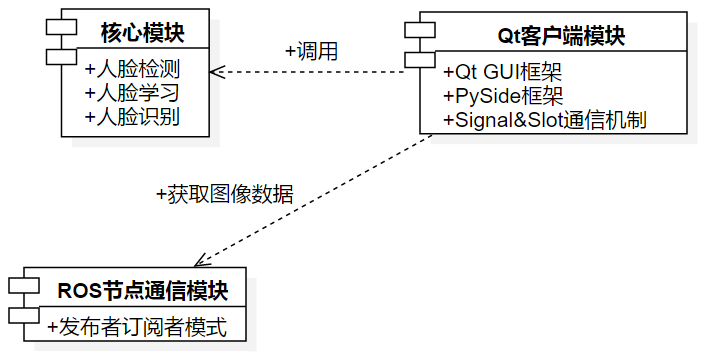 核心模块
+人脸检测
+人脸学习
+人脸识别
+调用
Qt客户端模块
+Qt GUI框架
+PySide框架
+Signal&Slot通信机制
+获取图像数据
ROS节点通信模块
+发布者订阅者模式